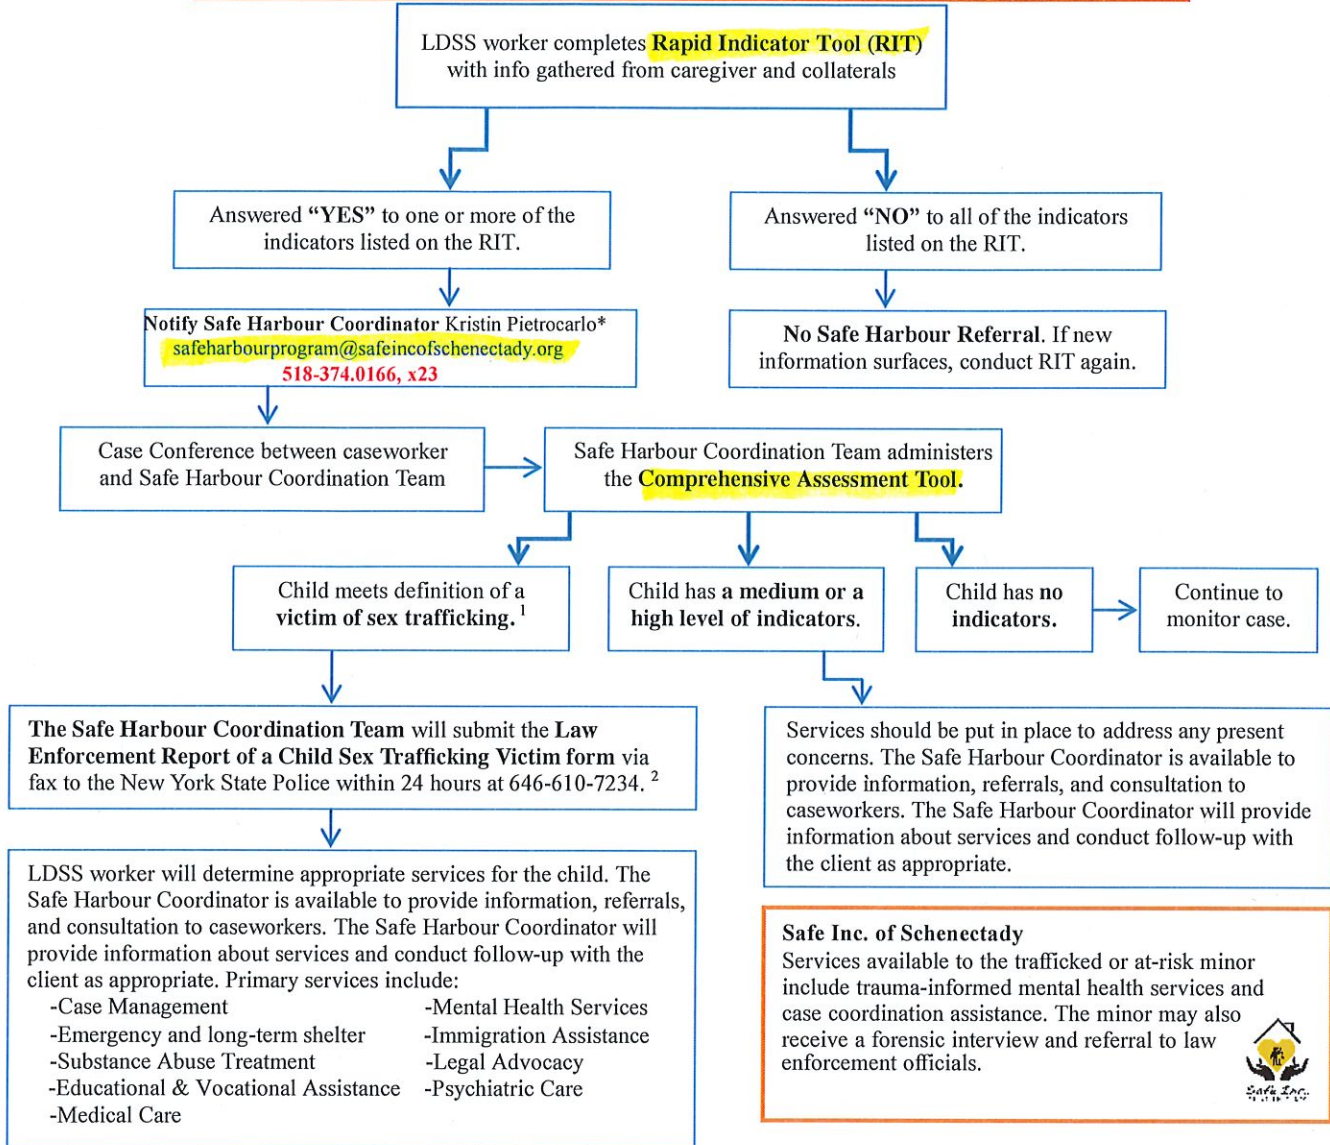 LDSS worker completes Rapid Indicator Tool (RIT)
with info gathered from caregiver and collaterals
Answered “YES” to one or more of the
indicators listed on the RIT.
Answered “NO” to all of the indicators
listed on the RIT.
Notify Safe Harbour Coordinator Kristin Pietrocarlo*
safeharbourprogram@safeincofschenectady.org
518-374.0166, x23
No Safe Harbour Referral. If new
information surfaces, conduct RIT again.
Case Conference between caseworker
and Safe Harbour Coordination Team
Safe Harbour Coordination Team administers
the Comprehensive Assessment Tool.
Child meets definition of a
victim of sex trafficking. 1
Child has a medium or a
high level of indicators.
Child has no
indicators.
Continue to
monitor case.
The Safe Harbour Coordination Team will submit the Law
Enforcement Report of a Child Sex Trafficking Victim form via
fax to the New York State Police within 24 hours at 646-610-7234. 2
Services should be put in place to address any present
concerns. The Safe Harbour Coordinator is available to
provide information, referrals, and consultation to
caseworkers. The Safe Harbour Coordinator will provide
information about services and conduct follow-up with
the client as appropriate.
LDSS worker will determine appropriate services for the child. The
Safe Harbour Coordinator is available to provide information, referrals,
and consultation to caseworkers. The Safe Harbour Coordinator will
provide information about services and conduct follow-up with the
client as appropriate. Primary services include:
-Case Management
-Emergency and long-term shelter
-Substance Abuse Treatment
-Educational & Vocational Assistance
-Medical Care
-Mental Health Services
-Immigration Assistance
-Legal Advocacy
-Psychiatric Care
Safe Inc. of Schenectady
Services available to the trafficked or at-risk minor
include trauma-informed mental health services and
case coordination assistance. The minor may also
receive a forensic interview and referral to law
enforcement officials.
Safe Inc.